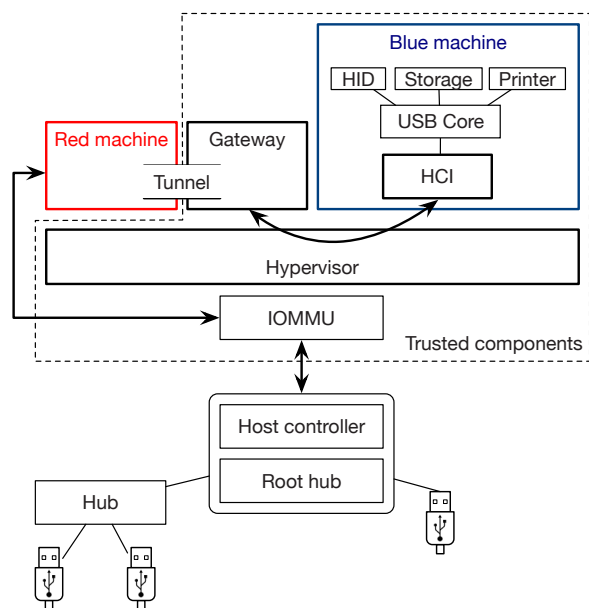 Blue machine
HID Storage Printer
USB Core
Red machine Gateway
Tunnel
HCI
Hypervisor
IOMMU
Trusted components
Host controller
Root hub
Hub